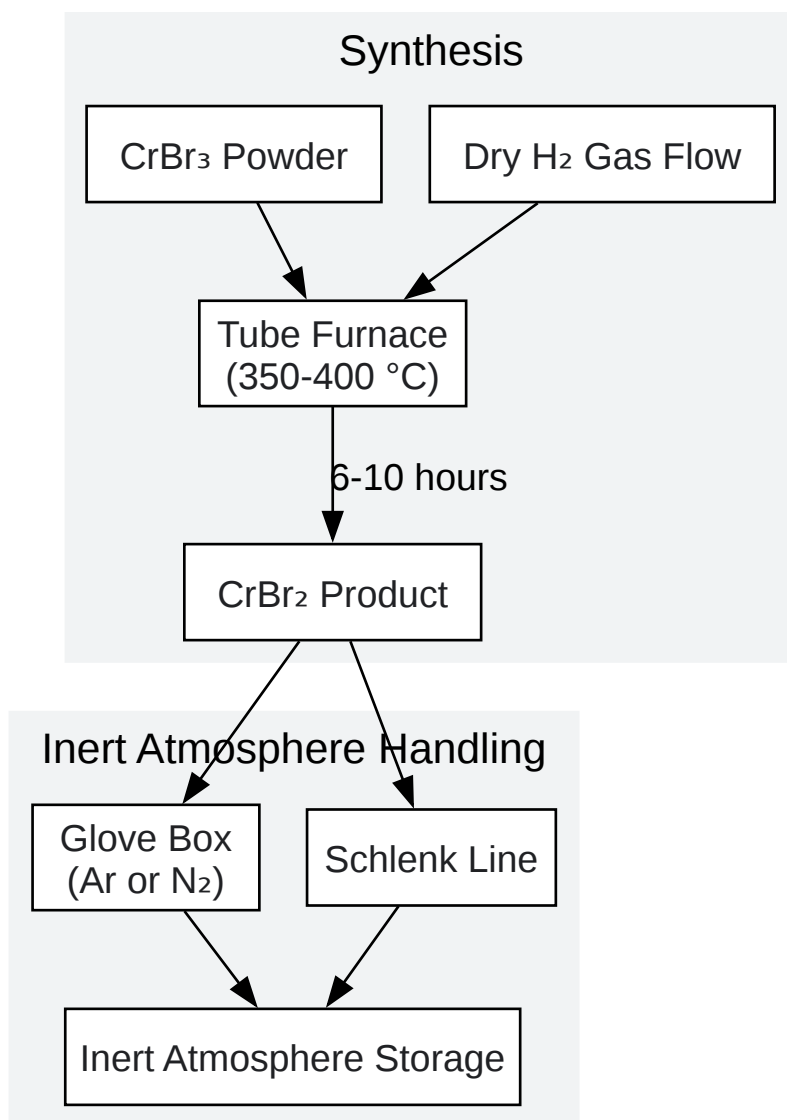 Synthesis
CrBr₃ Powder
Dry H₂ Gas Flow
Tube Furnace
(350-400 °C)
6-10 hours
CrBr₂ Product
Inert Atmosphere Handling
Glove Box
(Ar or N₂)
Schlenk Line
Inert Atmosphere Storage